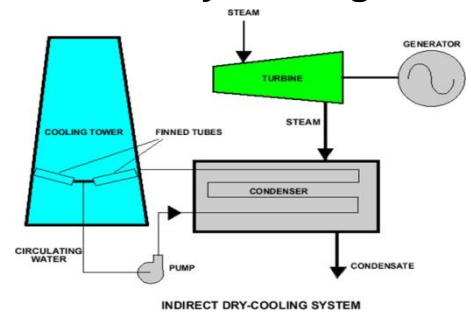 STEAM
GENERATOR
TURBINE
COOLING TOWER
FINNED TUBES
STEAM
CONDENSER
CIRCULATING
WATER
PUMP
CONDENSATE
INDIRECT DRY-COOLING SYSTEM